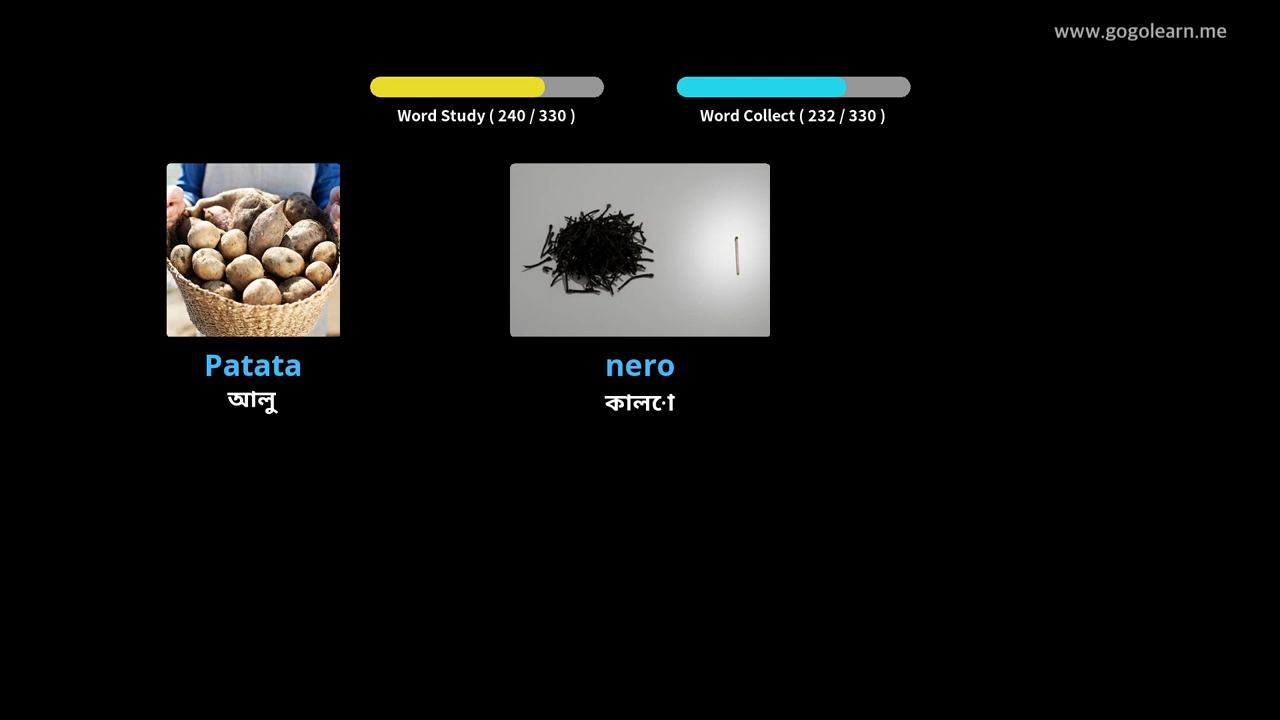 www.gogolearn.me
Word Study ( 240 / 330 )
Word Collect ( 232 / 330 )
Patata
আলু
nero
কালো